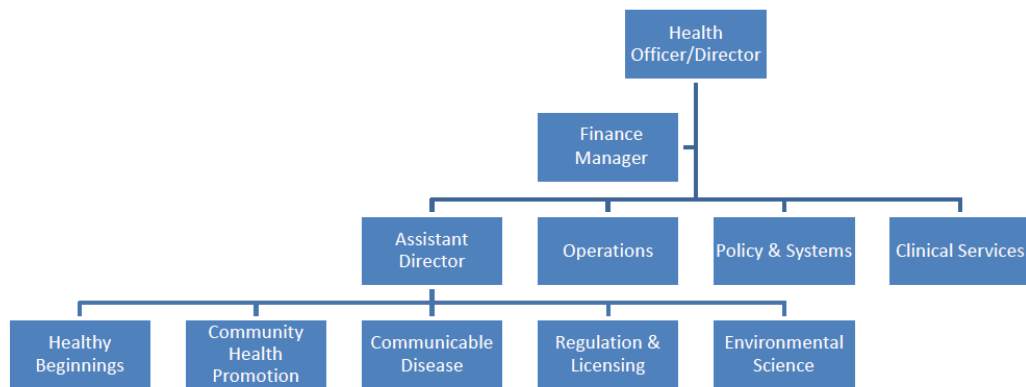 Health
Officer/Director
Finance
Manager
Assistant
Director
Operations
Policy & Systems
Clinical Services
Healthy
Beginnings
Community
Health
Promotion
Communicable
Disease
Regulation &
Licensing
Environmental
Science